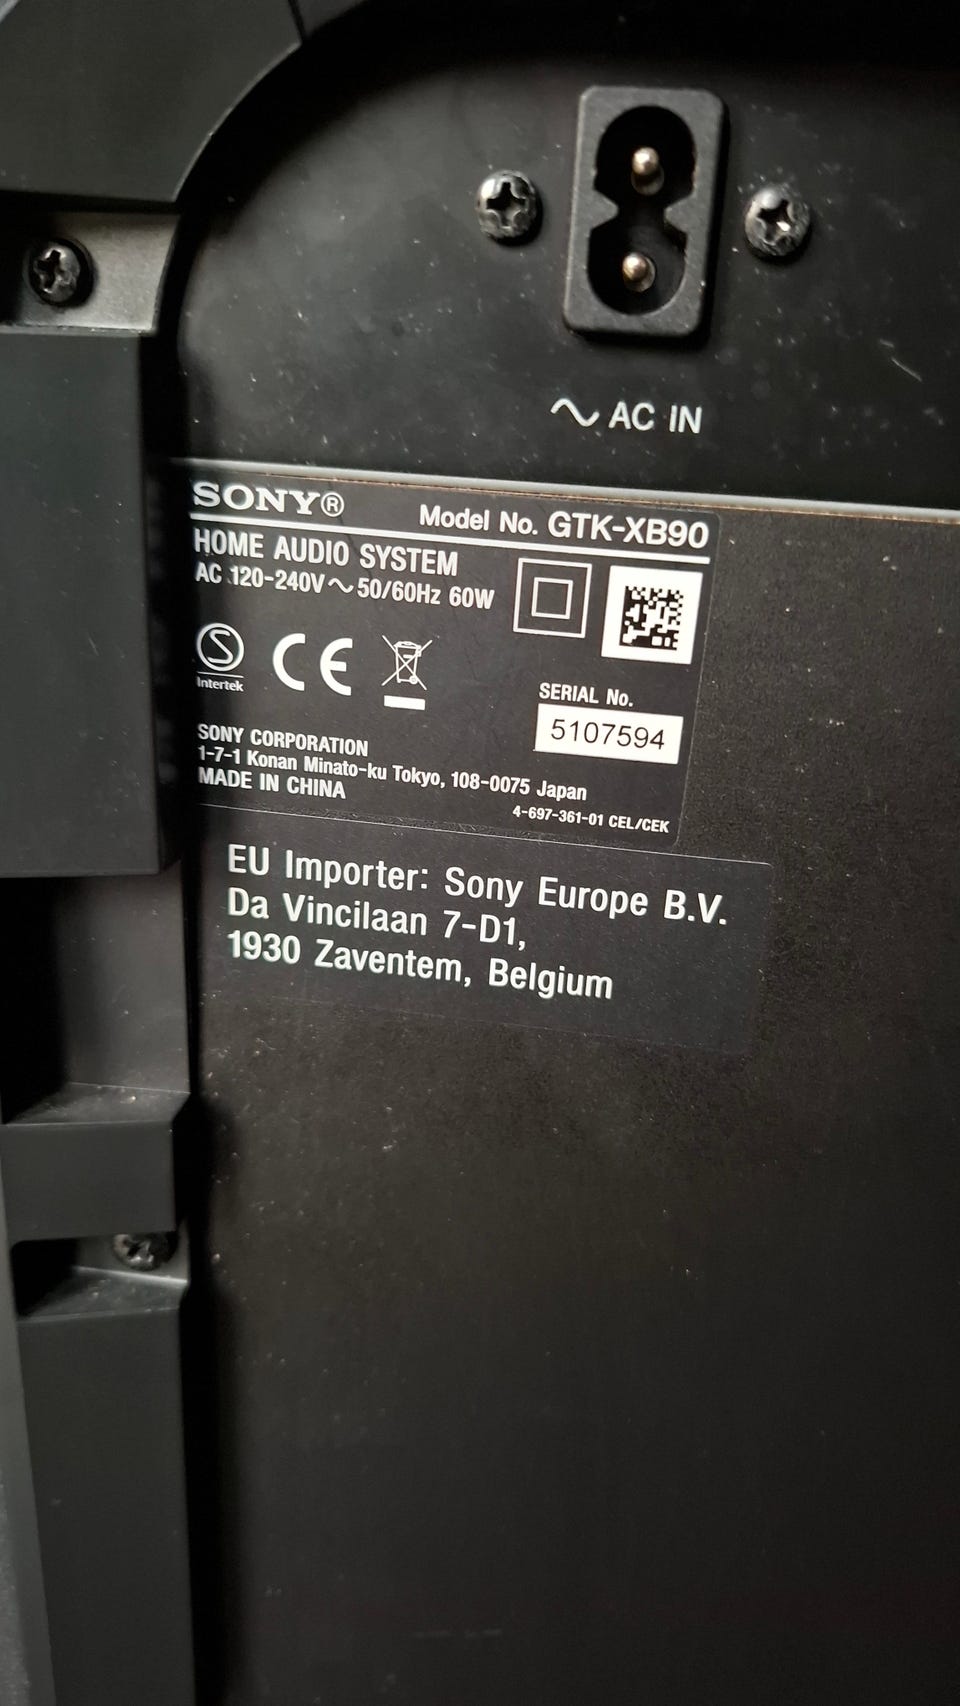 AC IN
SONY®
Model No. GTK-XB90
HOME AUDIO SYSTEM
AC 120-240V～50/60Hz 60W
S
Intertek
CE
SERIAL No.
5107594
SONY CORPORATION
1-7-1 Konan Minato-ku Tokyo, 108-0075 Japan
MADE IN CHINA
4-697-361-01 CEL/CEK
EU Importer: Sony Europe B.V.
Da Vincilaan 7-D1,
1930 Zaventem, Belgium